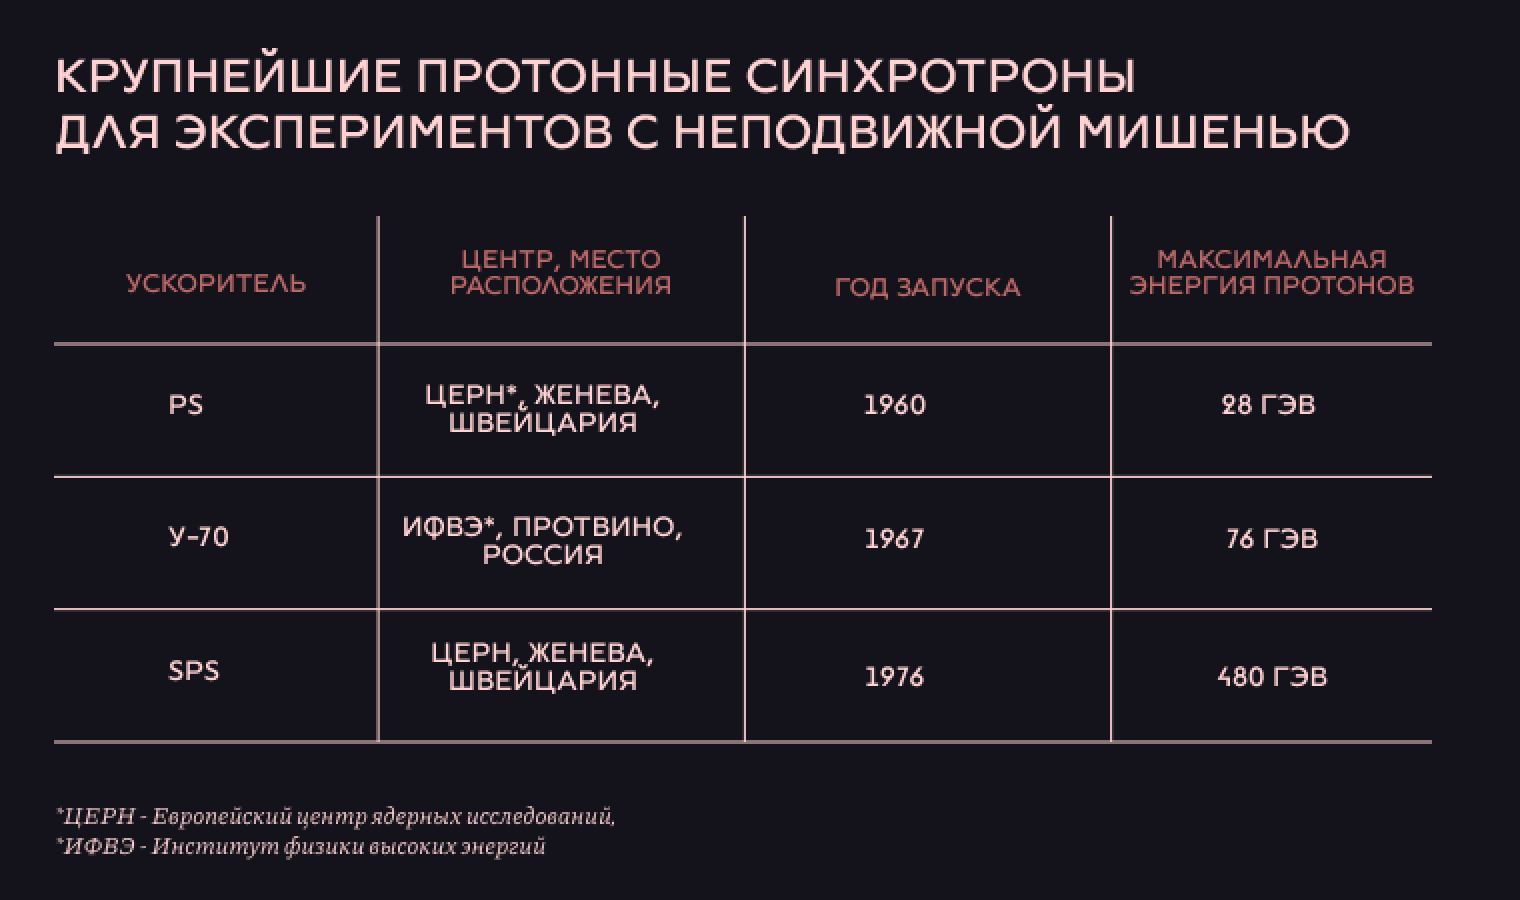 КРУПНЕЙШИЕ ПРОТОННЫЕ СИНХРОТРОНЫ
ДЛЯ ЭКСПЕРИМЕНТОВ С НЕПОДВИЖНОЙ МИШЕНЬЮ
УСКОРИТЕЛЬ
ЦЕНТР, МЕСТО
РАСПОЛОЖЕНИЯ
ГОД ЗАПУСКА
МАКСИМАЛЬНАЯ
ЭНЕРГИЯ ПРОТОНОВ
PS
ЦЕРН*, ЖЕНЕВА,
ШВЕЙЦАРИЯ
1960
28 ГЭВ
У-70
ИФВЭ*, ПРОТВИНО,
РОССИЯ
1967
76 ГЭВ
SPS
ЦЕРН, ЖЕНЕВА,
ШВЕЙЦАРИЯ
1976
480 ГЭВ
*ЦЕРН - Европейский центр ядерных исследований,
*ИФВЭ - Институт физики высоких энергий